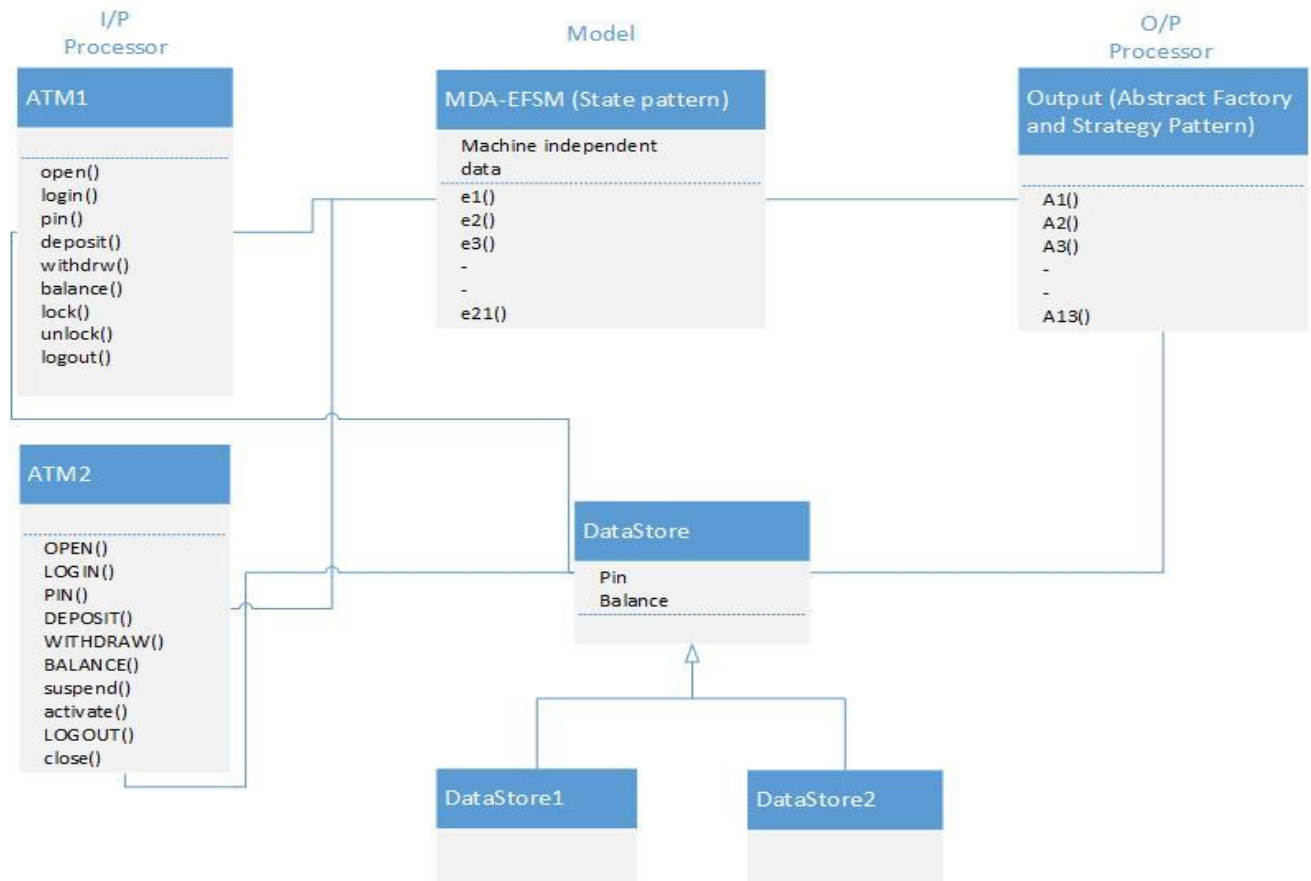 I/P
Processor
Model
O/P
Processor
ATM1
open()
login()
pin()
deposit()
withdrw()
balance()
lock()
unlock()
logout()
MDA-EFSM (State pattern)
Machine independent
data
e1()
e2()
e3()
-
-
e21()
Output (Abstract Factory
and Strategy Pattern)
A1()
A2()
A3()
-
-
A13()
ATM2
OPEN()
LOGIN()
PIN()
DEPOSIT()
WITHDRAW()
BALANCE()
suspend()
activate()
LOGOUT()
close()
DataStore
Pin
Balance
DataStore1
DataStore2